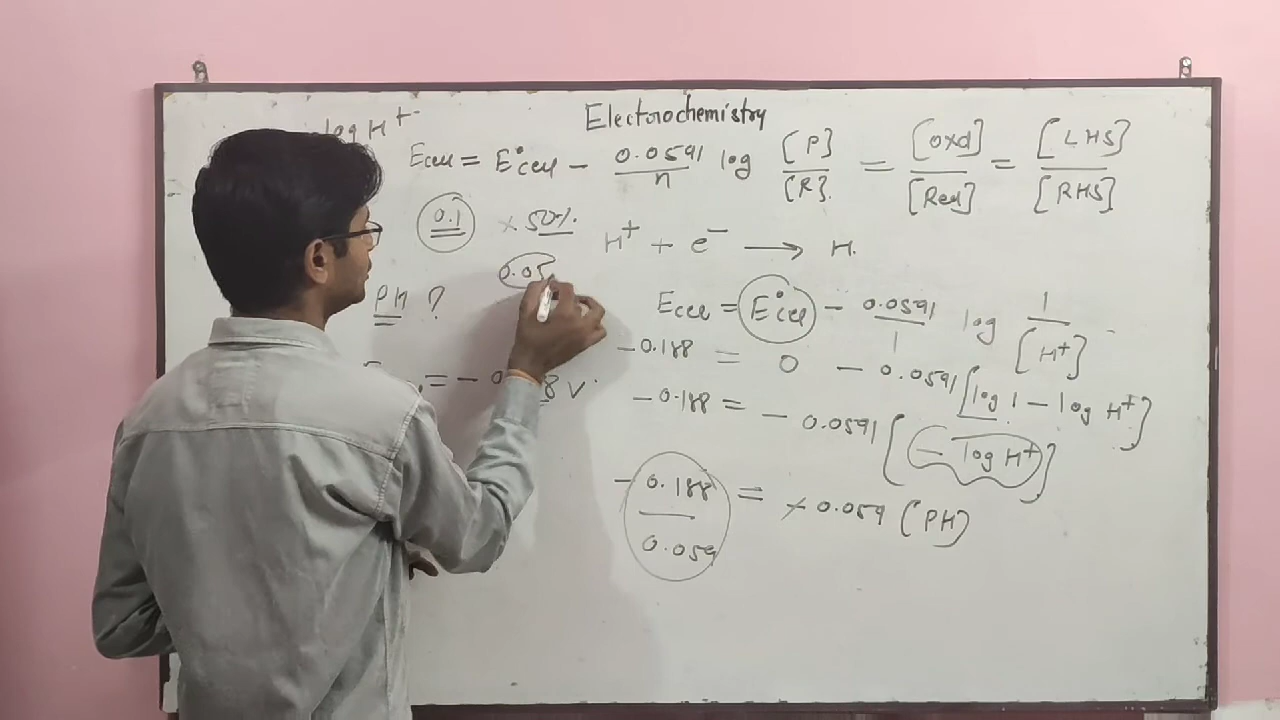 Electrochemistry
log H⁺
Ecell = E°cell − 0.0591/n log [P]/[R] = [oxd]/[Red] = [LHS]/[RHS]
0.1 × 50%
H⁺ + e⁻ → H.
0.05
PH ?
Ecell = E°cell − 0.0591/1 log 1/[H⁺]
− 0.188 = 0 − 0.0591 [log 1 − log H⁺]
= − 0. 8 V.
− 0.188 = − 0.0591 [− log H⁺]
− 0.188/0.059 = − 0.059 (PH)